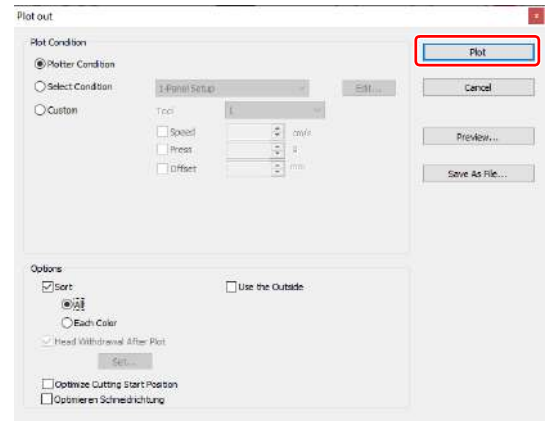 Plot out
Plot Condition
Plotter Condition
Select Condition
1-Panel Setup
Edit...
Custom
Tool
1
Speed
cm/s
Press
g
Offset
mm
Plot
Cancel
Preview...
Save As File...
Options
Sort
Use the Outside
All
Each Color
Head Withdrawal After Plot
Set...
Optimize Cutting Start Position
Optimieren Schneidrichtung